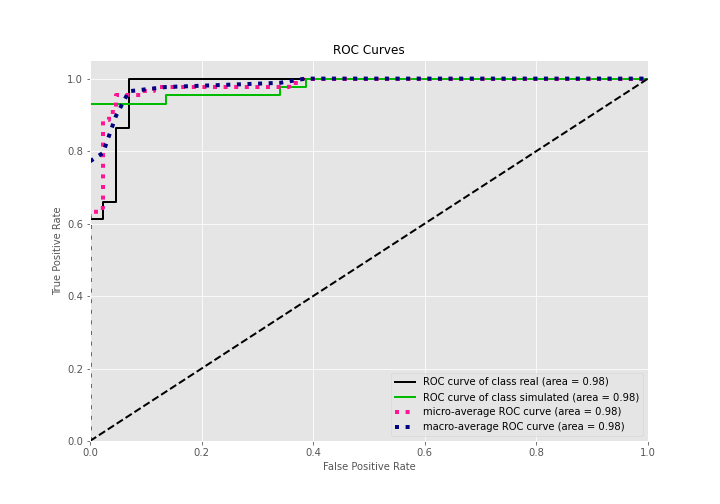 ROC Curves
1.0
0.8
0.6
0.4
0.2
0.0
True Positive Rate
0.0 0.2 0.4 0.6 0.8 1.0
False Positive Rate
ROC curve of class real (area = 0.98)
ROC curve of class simulated (area = 0.98)
micro-average ROC curve (area = 0.98)
macro-average ROC curve (area = 0.98)